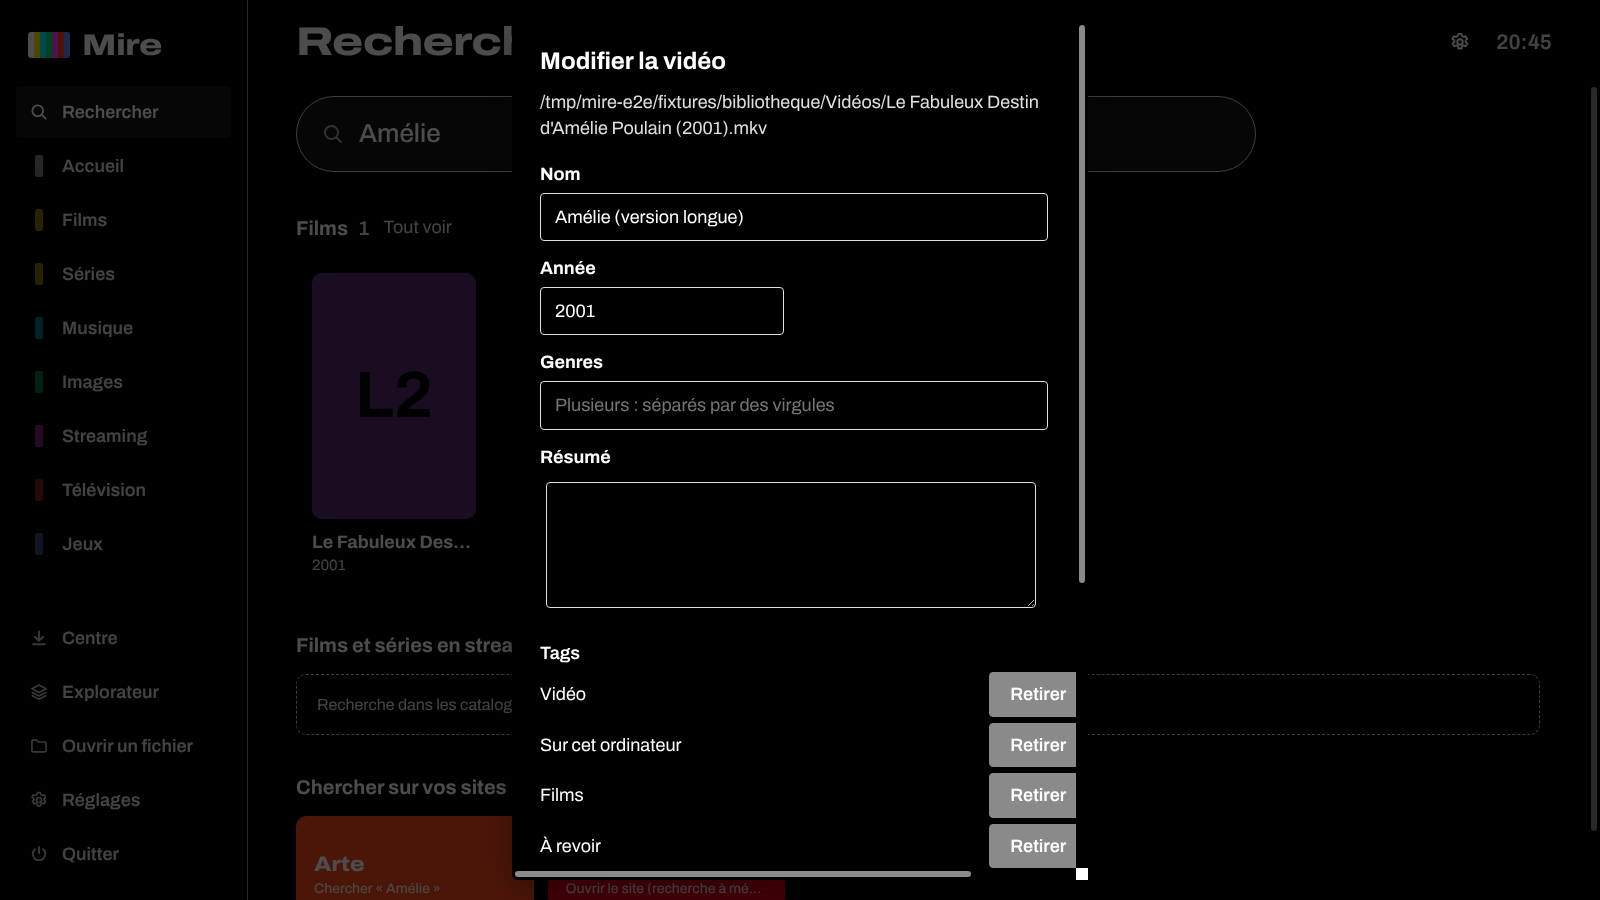 Mire
Rechercher
Accueil
Films
Séries
Musique
Images
Streaming
Télévision
Jeux
Centre
Explorateur
Ouvrir un fichier
Réglages
Quitter
20:45
Amélie
Films 1 Tout voir
L2
Le Fabuleux Des...
2001
Films et séries en
Recherche dans les
Chercher sur vos sites
Arte
Chercher « Amélie »
Ouvrir le site (recherche à mé...
Modifier la vidéo
/tmp/mire-e2e/fixtures/bibliotheque/Vidéos/Le Fabuleux Destin
d'Amélie Poulain (2001).mkv
Nom
Amélie (version longue)
Année
2001
Genres
Plusieurs : séparés par des virgules
Résumé
Tags
Vidéo
Retirer
Sur cet ordinateur
Retirer
Films
Retirer
À revoir
Retirer